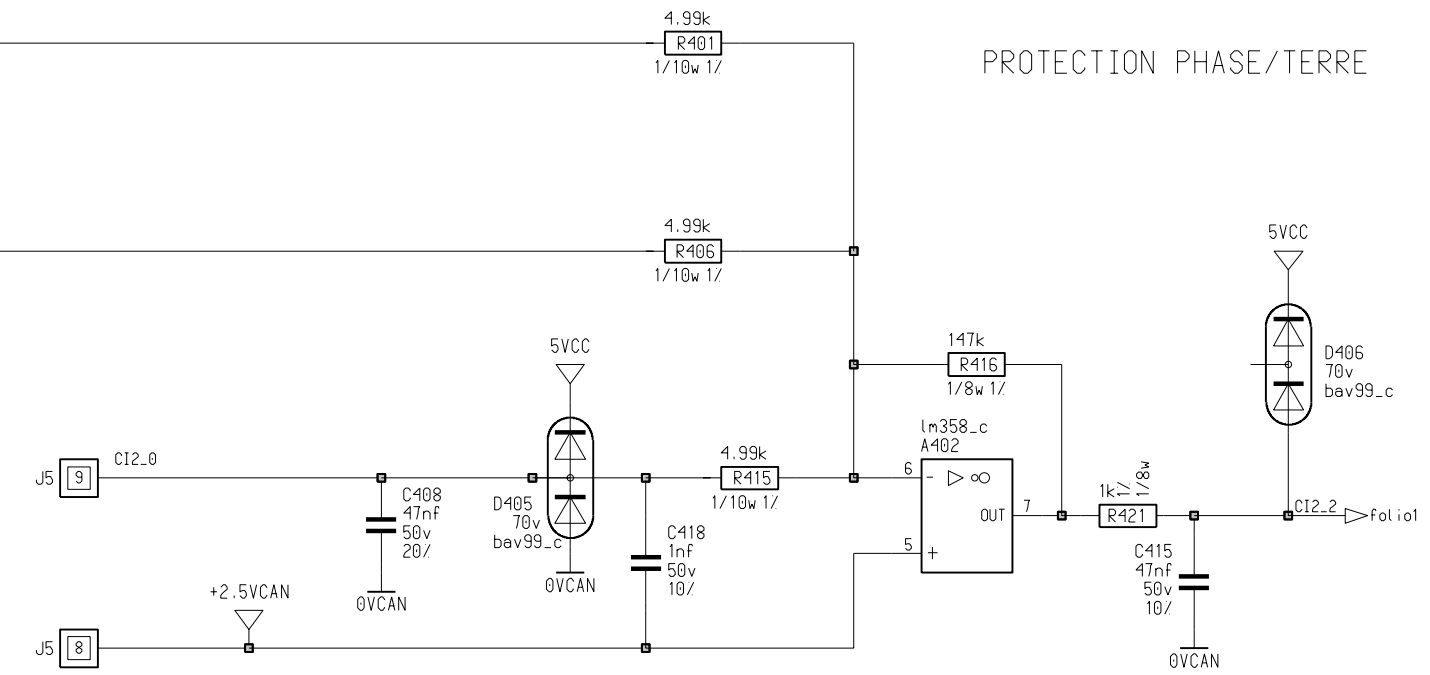 4.99k
R401
1/10w 1%
PROTECTION PHASE/TERRE
4.99k
R406
1/10w 1%
5VCC
D406
70v
bav99_c
5VCC
147k
R416
1/8w 1%
lm358_c
A402
J5
9
CI2_0
C408
47nf
50v
20%
D405
70v
bav99_c
0VCAN
0VCAN
C418
1nf
50v
10%
4.99k
R415
1/10w 1%
6
-
▷ ∞
OUT
7
5
+
1k
1%
1/8w
R421
CI2_2
folio1
C415
47nf
50v
10%
0VCAN
+2.5VCAN
J5
8